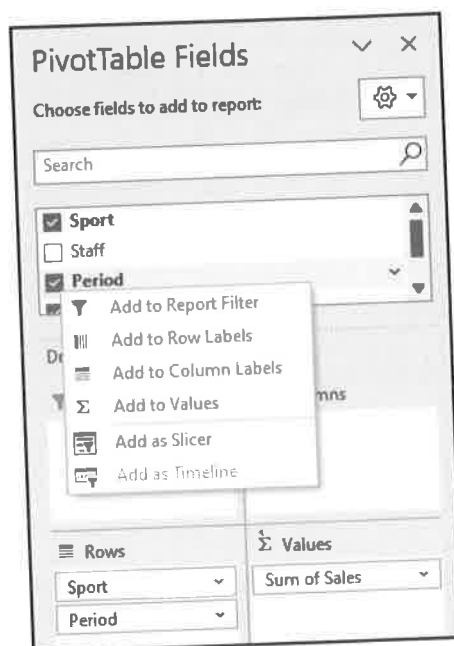 PivotTable Fields
Choose fields to add to report:
Search
Sport
Staff
Period
Add to Report Filter
Add to Row Labels
Add to Column Labels
Add to Values
Add as Slicer
Add as Timeline
Rows
Σ Values
Sport
Sum of Sales
Period